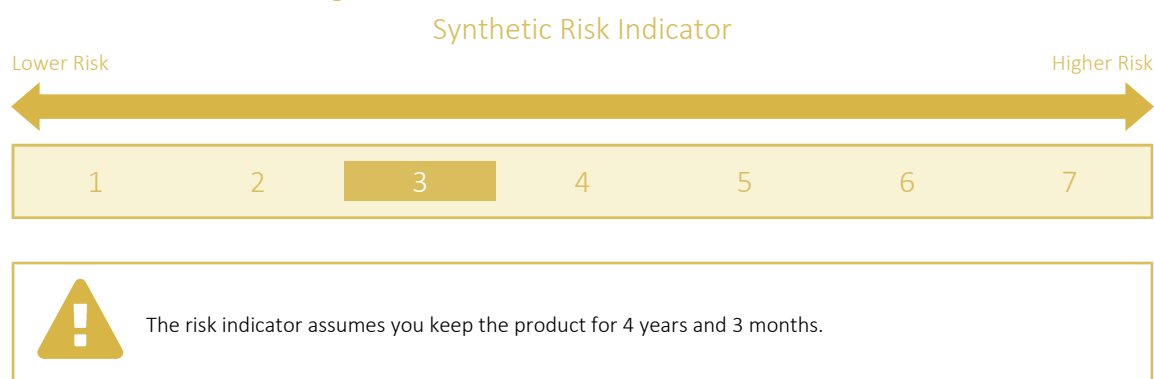 Synthetic Risk Indicator
Lower Risk Higher Risk
1 2 3 4 5 6 7
The risk indicator assumes you keep the product for 4 years and 3 months.